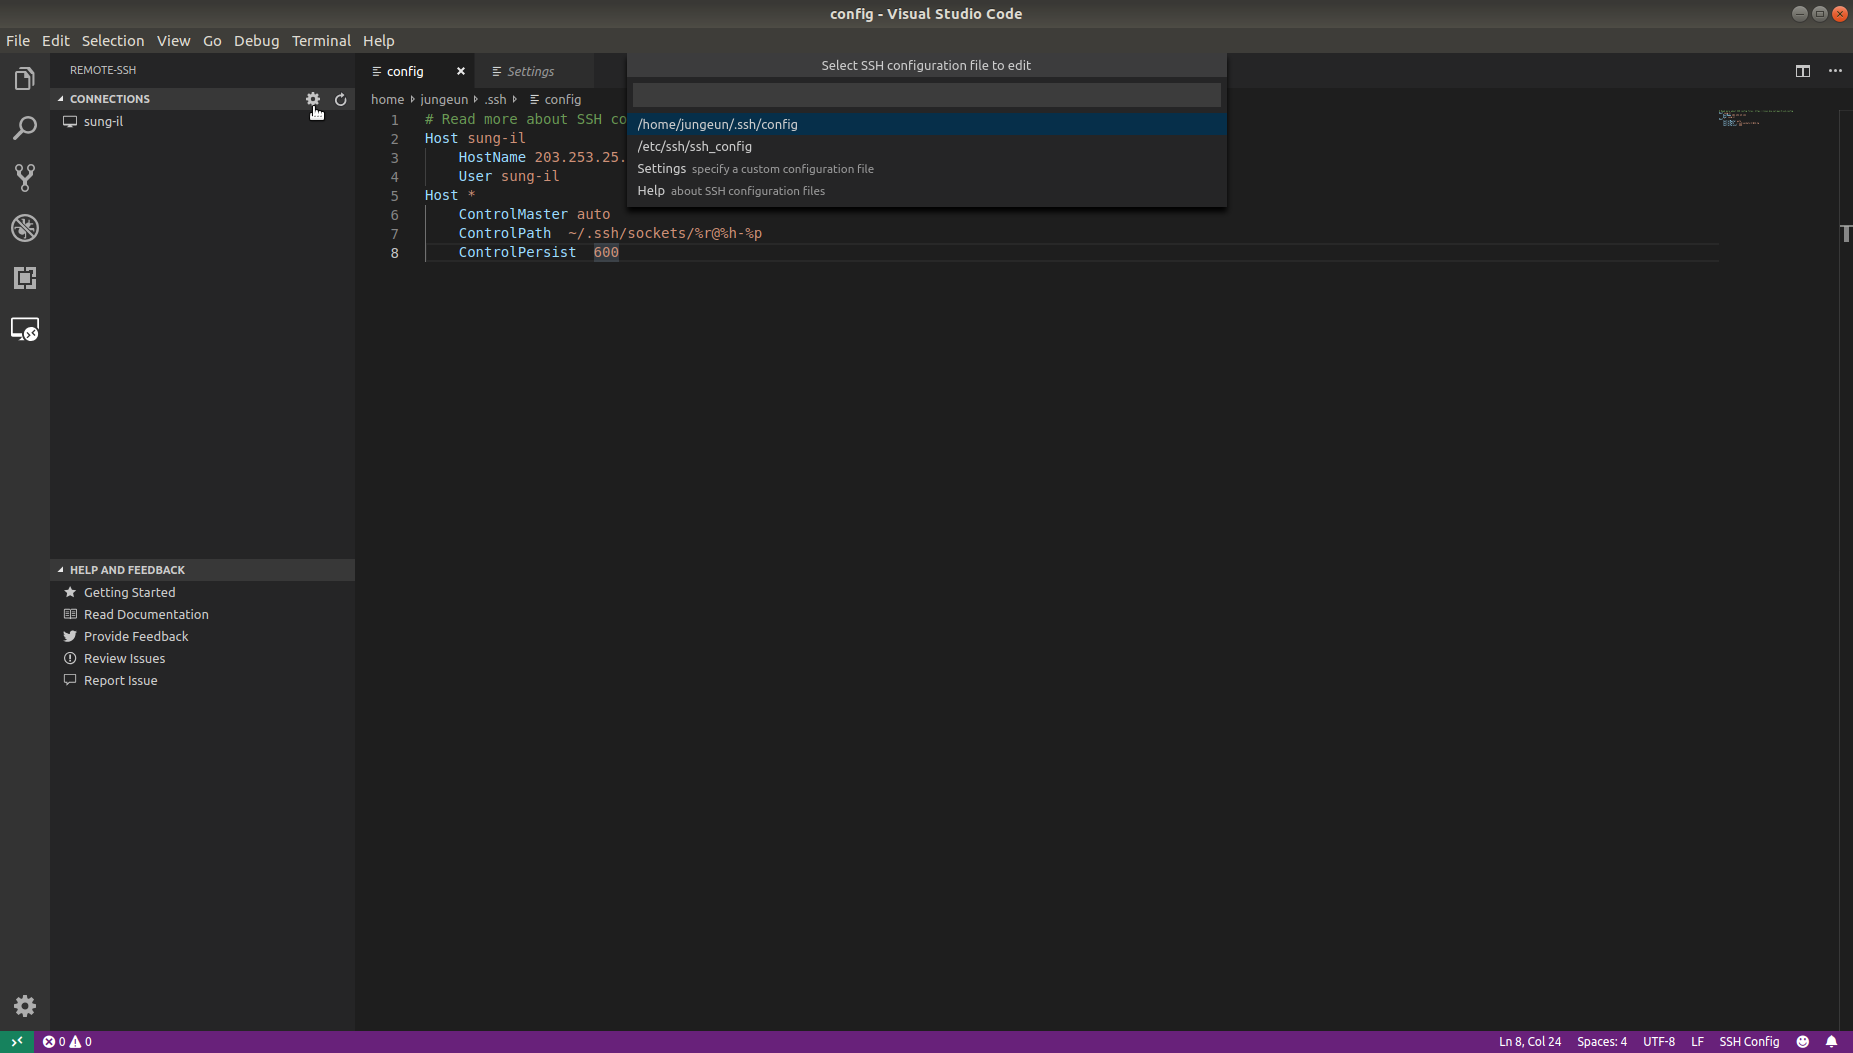 config - Visual Studio Code
File Edit Selection View Go Debug Terminal Help
REMOTE-SSH
CONNECTIONS
sung-il
HELP AND FEEDBACK
Getting Started
Read Documentation
Provide Feedback
Review Issues
Report Issue
config Settings
home jungeun .ssh config
1 # Read more about SSH co
2 Host sung-il
3 HostName 203.253.25.
4 User sung-il
5 Host *
6 ControlMaster auto
7 ControlPath ~/.ssh/sockets/%r@%h-%p
8 ControlPersist 600
Select SSH configuration file to edit
/home/jungeun/.ssh/config
/etc/ssh/ssh_config
Settings specify a custom configuration file
Help about SSH configuration files
0 0 Ln 8, Col 24 Spaces: 4 UTF-8 LF SSH Config